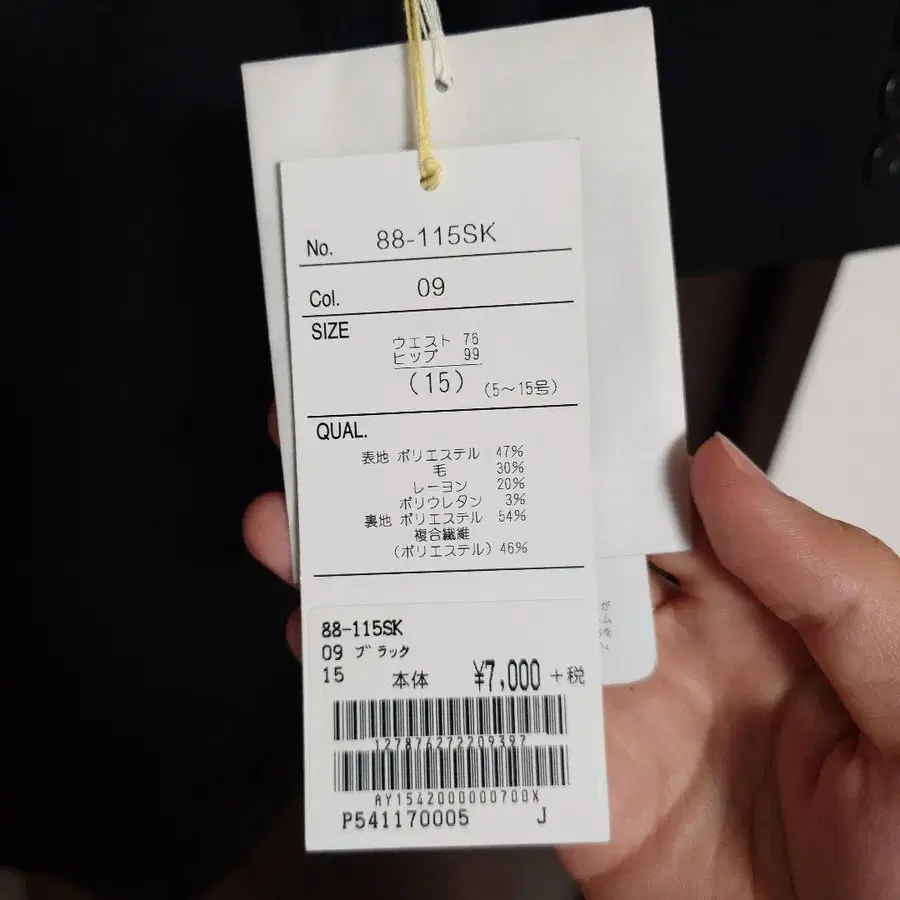 No. 88-115SK
Col. 09
SIZE
ウエスト 76
ヒップ 99
(15) (5〜15号)
QUAL.
表地 ポリエステル 47%
毛 30%
レーヨン 20%
ポリウレタン 3%
裏地 ポリエステル 54%
複合繊維
(ポリエステル) 46%
88-115SK
09 ブラック
15 本体 ¥7,000 +税
127876272209397
AY1542000000700X
P541170005 J
が
ム
を